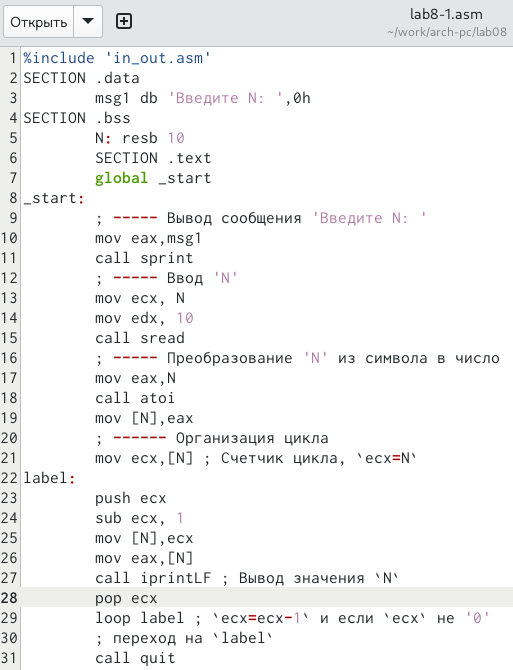 Открыть
lab8-1.asm
~/work/arch-pc/lab08
1 %include 'in_out.asm'
2 SECTION .data
3 msg1 db 'Введите N: ',0h
4 SECTION .bss
5 N: resb 10
6 SECTION .text
7 global _start
8 _start:
9 ; ----- Вывод сообщения 'Введите N: '
10 mov eax,msg1
11 call sprint
12 ; ----- Ввод 'N'
13 mov ecx, N
14 mov edx, 10
15 call sread
16 ; ----- Преобразование 'N' из символа в число
17 mov eax,N
18 call atoi
19 mov [N],eax
20 ; ------ Организация цикла
21 mov ecx,[N] ; Счетчик цикла, `ecx=N`
22 label:
23 push ecx
24 sub ecx, 1
25 mov [N],ecx
26 mov eax,[N]
27 call iprintLF ; Вывод значения `N`
28 pop ecx
29 loop label ; `ecx=ecx-1` и если `ecx` не '0'
30 ; переход на `label`
31 call quit